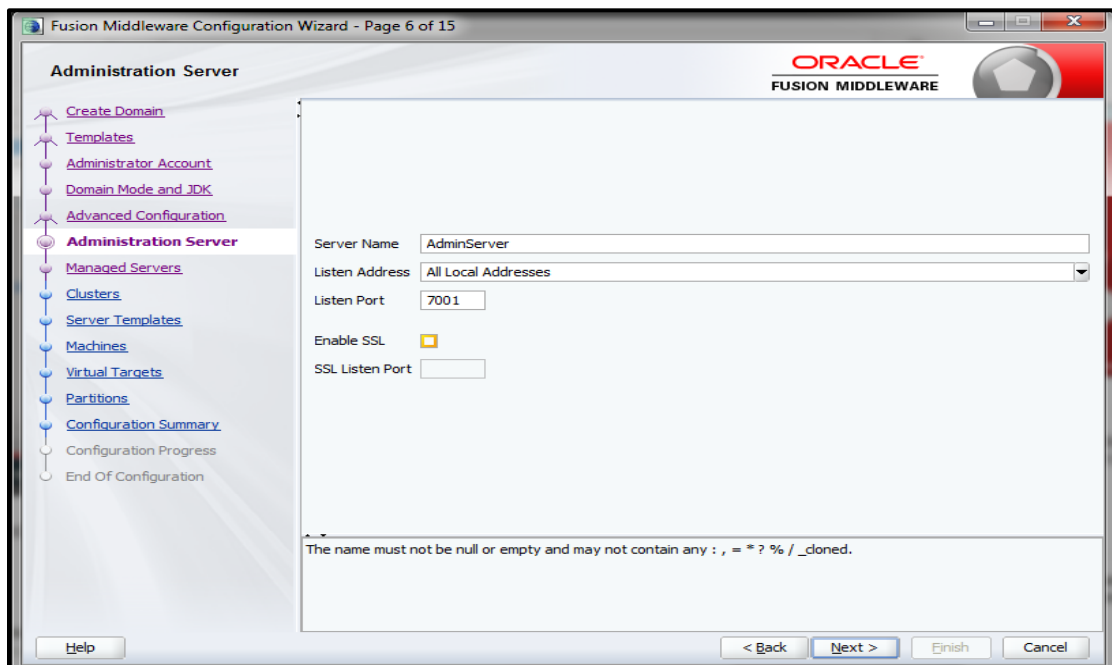 Fusion Middleware Configuration Wizard - Page 6 of 15
Administration Server
ORACLE
FUSION MIDDLEWARE
Create Domain
Templates
Administrator Account
Domain Mode and JDK
Advanced Configuration
Administration Server
Managed Servers
Clusters
Server Templates
Machines
Virtual Targets
Partitions
Configuration Summary
Configuration Progress
End Of Configuration
Server Name AdminServer
Listen Address All Local Addresses
Listen Port 7001
Enable SSL
SSL Listen Port
The name must not be null or empty and may not contain any : , = * ? % / _cloned.
Help < Back Next > Finish Cancel